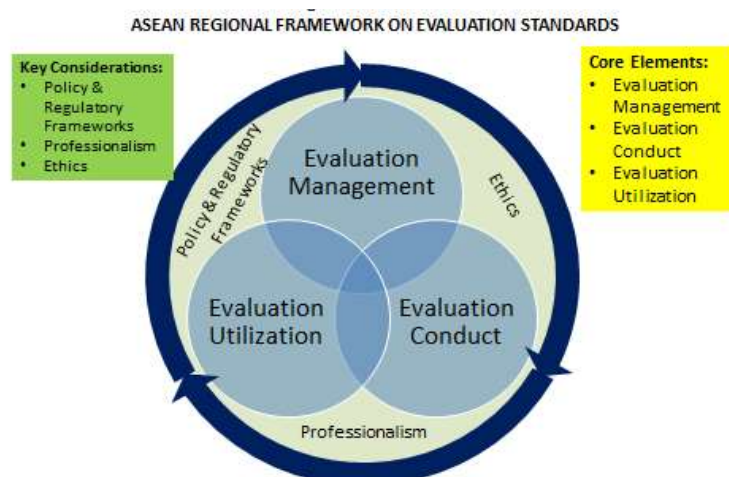 ASEAN REGIONAL FRAMEWORK ON EVALUATION STANDARDS
Key Considerations:
• Policy &
Regulatory
Frameworks
• Professionalism
• Ethics
Core Elements:
• Evaluation
Management
• Evaluation
Conduct
• Evaluation
Utilization
Policy & Regulatory
Frameworks
Evaluation
Management
Ethics
Evaluation
Utilization
Evaluation
Conduct
Professionalism